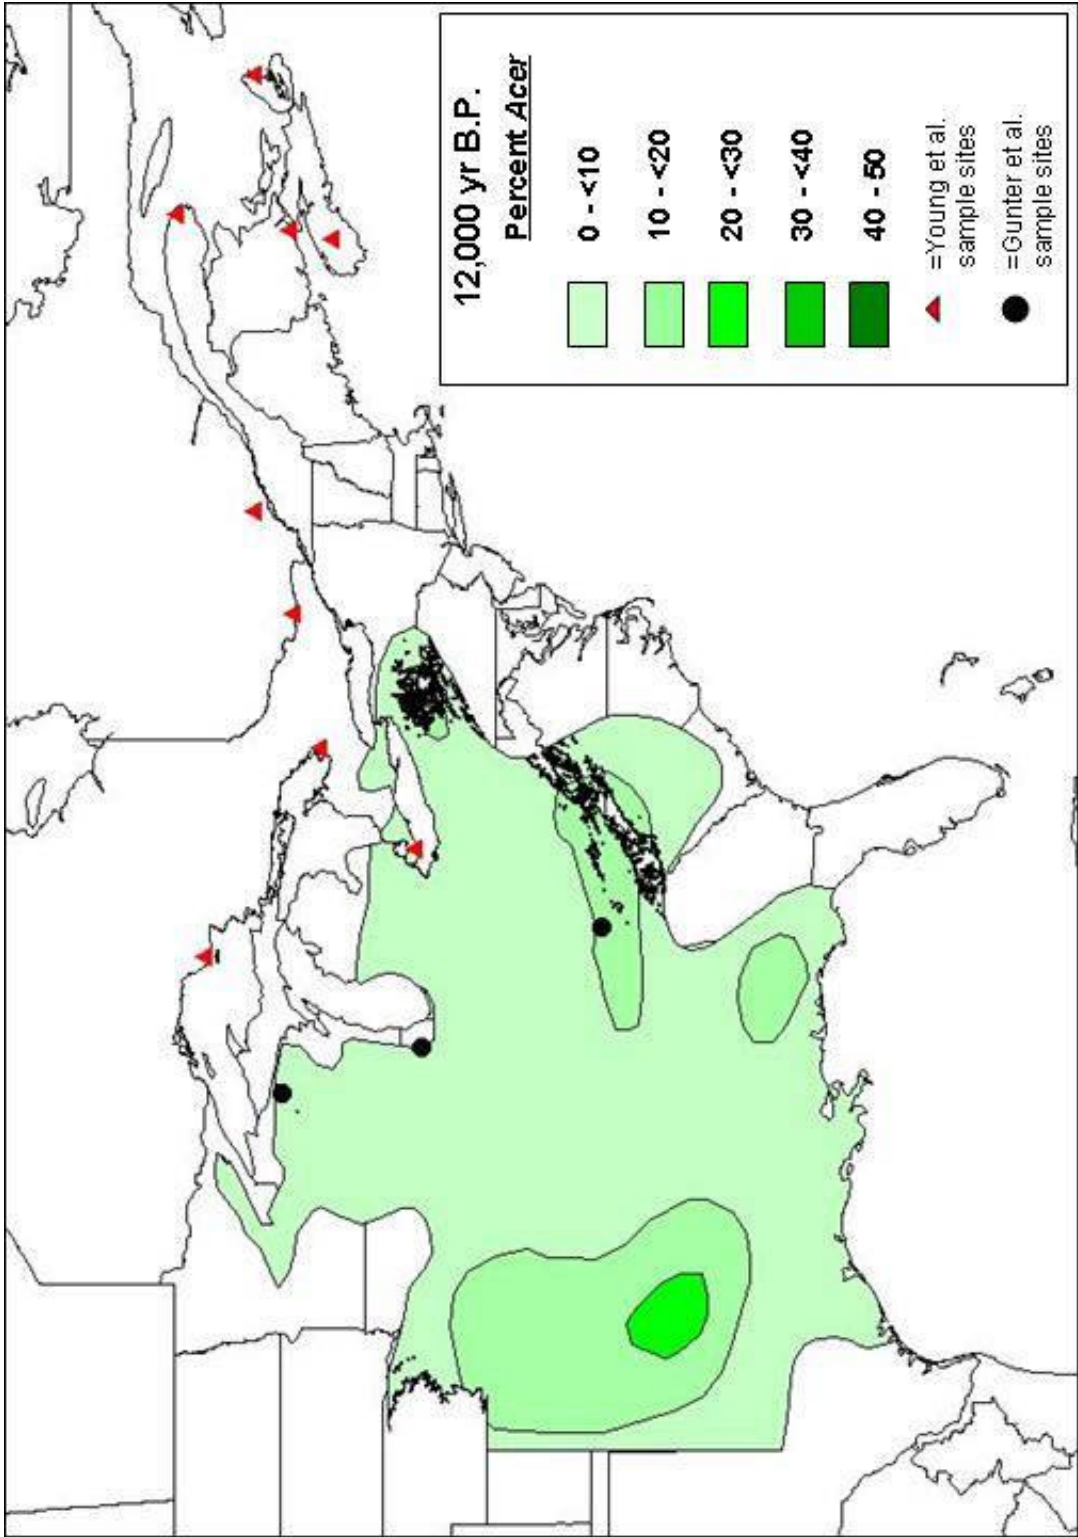 12,000 yr B.P.
Percent Acer
0 - <10
10 - <20
20 - <30
30 - <40
40 - 50
=Young et al.
sample sites
=Gunter et al.
sample sites